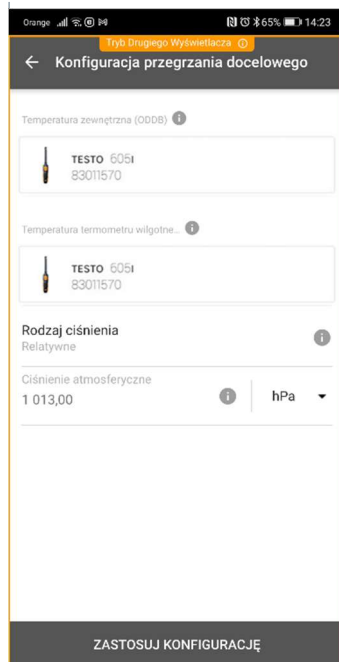 Orange 65% 14:23
Tryb Drugiego Wyświetlacza
Konfiguracja przegrzania docelowego
Temperatura zewnętrzna (ODDB)
TESTO 605I
83011570
Temperatura termometru wilgotne...
TESTO 605I
83011570
Rodzaj ciśnienia
Relatywne
Ciśnienie atmosferyczne
1 013,00 hPa
ZASTOSUJ KONFIGURACJĘ